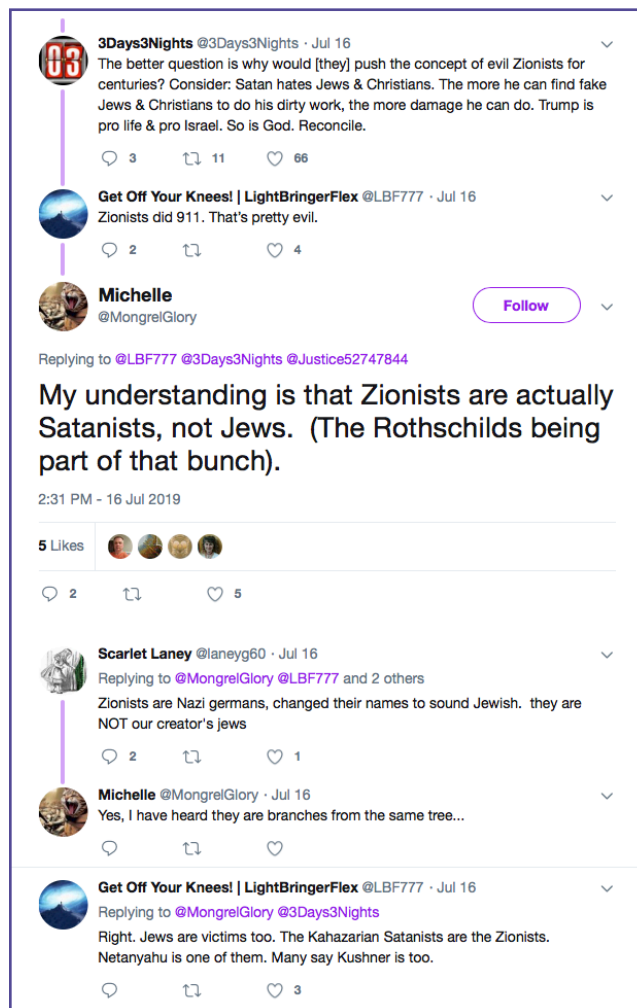 03
3Days3Nights @3Days3Nights · Jul 16
The better question is why would [they] push the concept of evil Zionists for
centuries? Consider: Satan hates Jews & Christians. The more he can find fake
Jews & Christians to do his dirty work, the more damage he can do. Trump is
pro life & pro Israel. So is God. Reconcile.
3 11 66
Get Off Your Knees! | LightBringerFlex @LBF777 · Jul 16
Zionists did 911. That's pretty evil.
2 4
Michelle
@MongrelGlory
Follow
Replying to @LBF777 @3Days3Nights @Justice52747844
My understanding is that Zionists are actually
Satanists, not Jews. (The Rothschilds being
part of that bunch).
2:31 PM - 16 Jul 2019
5 Likes
2 5
Scarlet Laney @laneyg60 · Jul 16
Replying to @MongrelGlory @LBF777 and 2 others
Zionists are Nazi germans, changed their names to sound Jewish. they are
NOT our creator's jews
2 1
Michelle @MongrelGlory · Jul 16
Yes, I have heard they are branches from the same tree...
Get Off Your Knees! | LightBringerFlex @LBF777 · Jul 16
Replying to @MongrelGlory @3Days3Nights
Right. Jews are victims too. The Kahazarian Satanists are the Zionists.
Netanyahu is one of them. Many say Kushner is too.
3